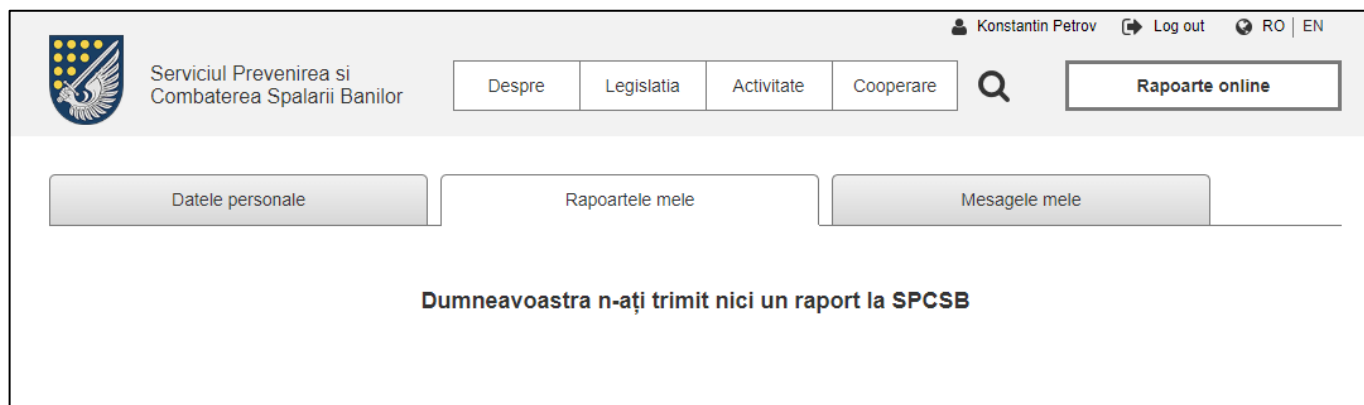 Konstantin Petrov Log out RO | EN
Serviciul Prevenirea si
Combaterea Spalarii Banilor
Despre Legislatia Activitate Cooperare Rapoarte online
Datele personale Rapoartele mele Mesagele mele
Dumneavoastra n-ați trimit nici un raport la SPCSB